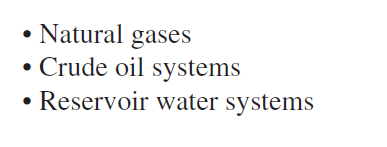 • Natural gases
• Crude oil systems
• Reservoir water systems